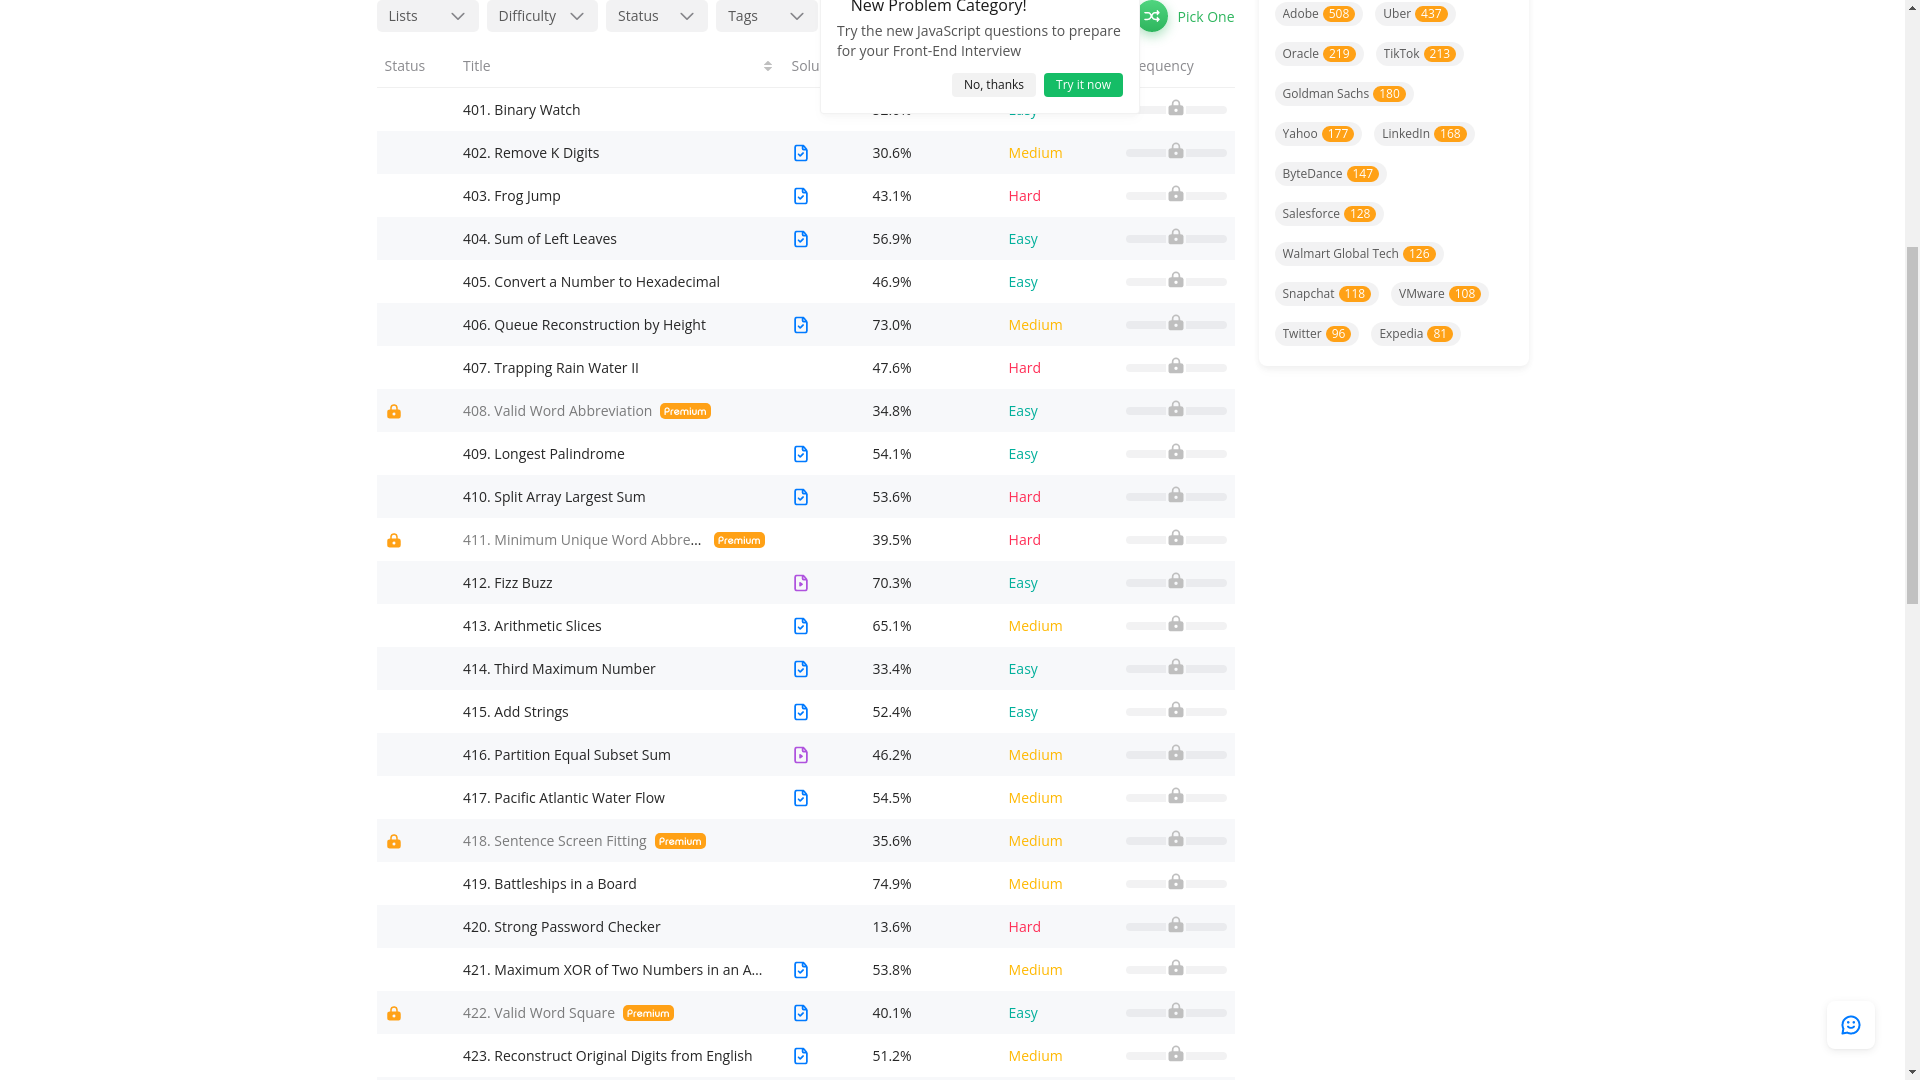 Lists Difficulty Status Tags
New Problem Category!
Try the new JavaScript questions to prepare
for your Front-End Interview
No, thanks Try it now
Pick One
Status Title Solu equency
401. Binary Watch Easy
402. Remove K Digits 30.6% Medium
403. Frog Jump 43.1% Hard
404. Sum of Left Leaves 56.9% Easy
405. Convert a Number to Hexadecimal 46.9% Easy
406. Queue Reconstruction by Height 73.0% Medium
407. Trapping Rain Water II 47.6% Hard
408. Valid Word Abbreviation Premium 34.8% Easy
409. Longest Palindrome 54.1% Easy
410. Split Array Largest Sum 53.6% Hard
411. Minimum Unique Word Abbre... Premium 39.5% Hard
412. Fizz Buzz 70.3% Easy
413. Arithmetic Slices 65.1% Medium
414. Third Maximum Number 33.4% Easy
415. Add Strings 52.4% Easy
416. Partition Equal Subset Sum 46.2% Medium
417. Pacific Atlantic Water Flow 54.5% Medium
418. Sentence Screen Fitting Premium 35.6% Medium
419. Battleships in a Board 74.9% Medium
420. Strong Password Checker 13.6% Hard
421. Maximum XOR of Two Numbers in an A... 53.8% Medium
422. Valid Word Square Premium 40.1% Easy
423. Reconstruct Original Digits from English 51.2% Medium
Adobe 508 Uber 437
Oracle 219 TikTok 213
Goldman Sachs 180
Yahoo 177 LinkedIn 168
ByteDance 147
Salesforce 128
Walmart Global Tech 126
Snapchat 118 VMware 108
Twitter 96 Expedia 81